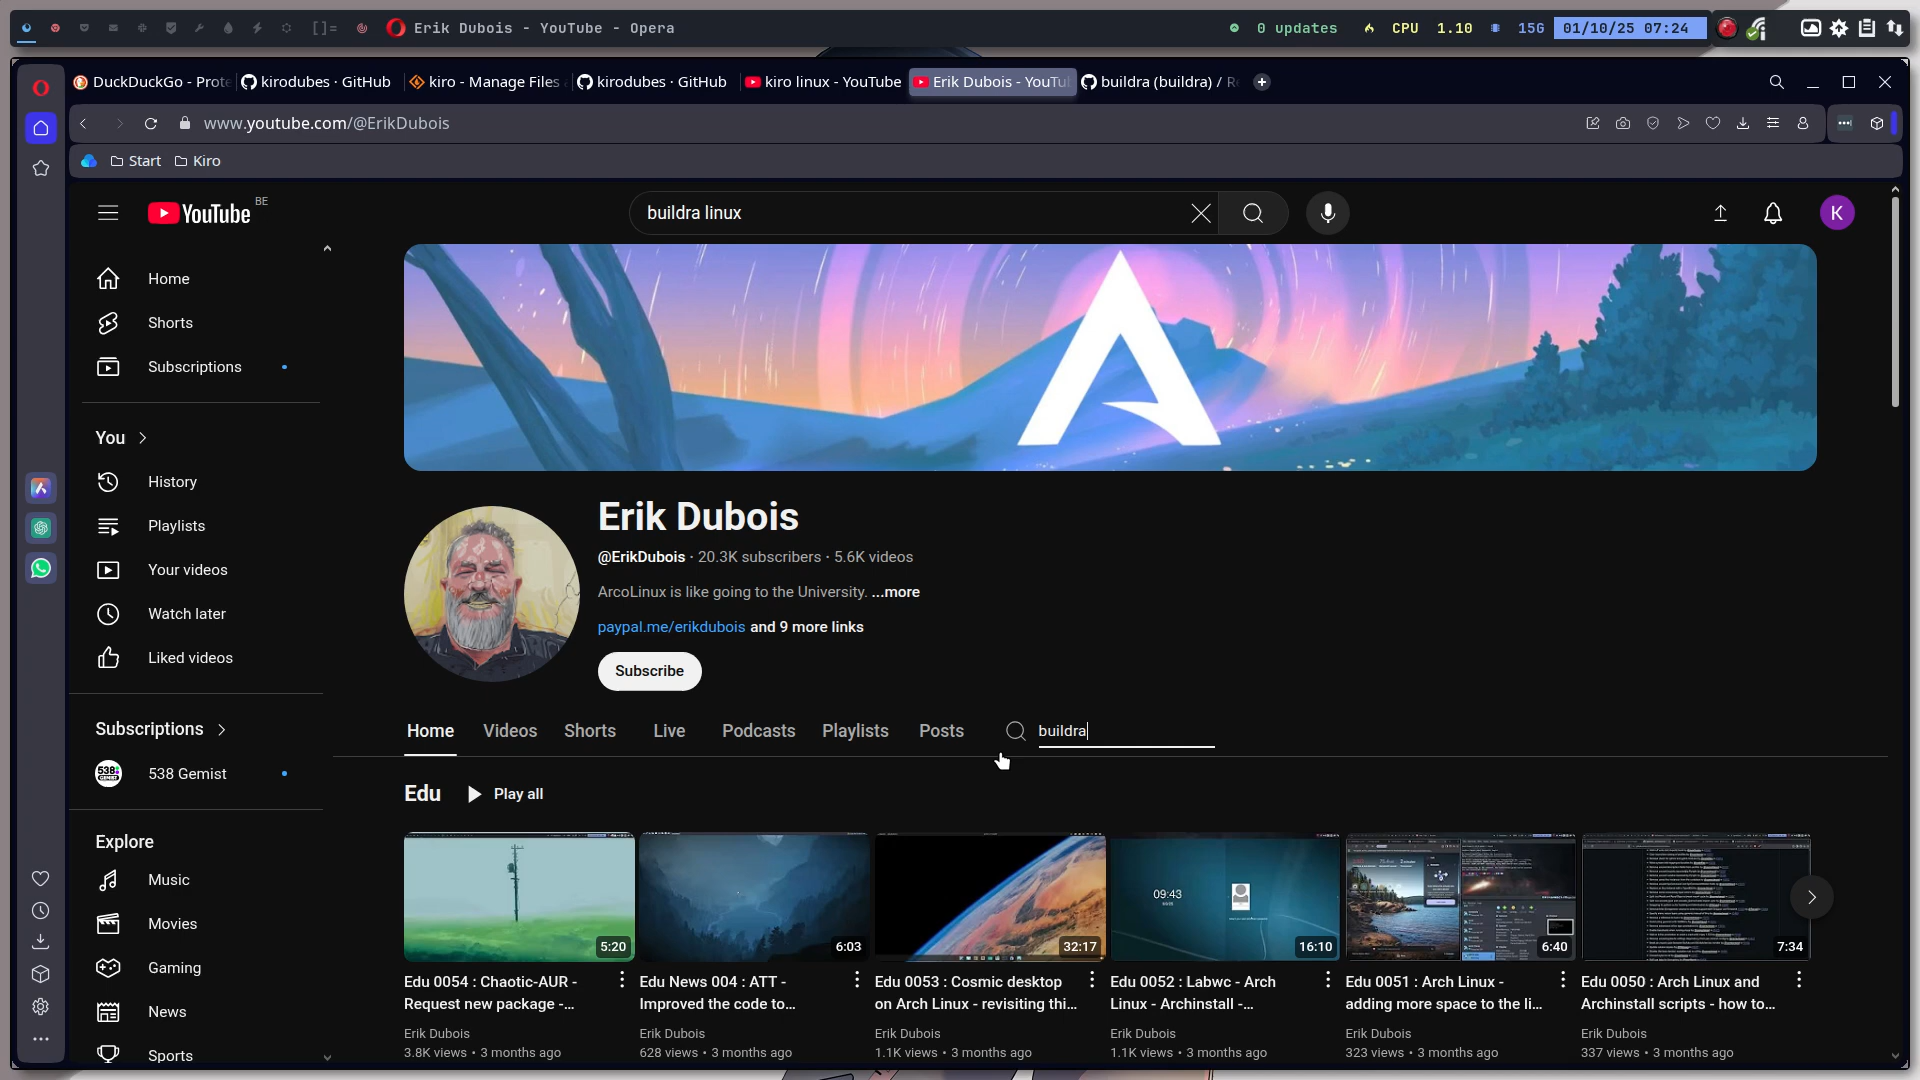 []=
Erik Dubois - YouTube - Opera
0 updates
CPU 1.10
15G
01/10/25 07:24
DuckDuckGo - Prote
kirodubes · GitHub
kiro - Manage Files
kirodubes · GitHub
kiro linux - YouTube
Erik Dubois - YouTu
buildra (buildra) / Re
www.youtube.com/@ErikDubois
Start
Kiro
YouTube BE
buildra linux
K
Home
Shorts
Subscriptions
You
History
Playlists
Your videos
Watch later
Liked videos
Subscriptions
538 Gemist
Explore
Music
Movies
Gaming
News
Sports
Erik Dubois
@ErikDubois · 20.3K subscribers · 5.6K videos
ArcoLinux is like going to the University. ...more
paypal.me/erikdubois and 9 more links
Subscribe
Home Videos Shorts Live Podcasts Playlists Posts buildra
Edu Play all
5:20
Edu 0054 : Chaotic-AUR -
Request new package -...
Erik Dubois
3.8K views • 3 months ago
6:03
Edu News 004 : ATT -
Improved the code to...
Erik Dubois
628 views • 3 months ago
32:17
Edu 0053 : Cosmic desktop
on Arch Linux - revisiting thi...
Erik Dubois
1.1K views • 3 months ago
09:43
16:10
Edu 0052 : Labwc - Arch
Linux - Archinstall -...
Erik Dubois
1.1K views • 3 months ago
6:40
Edu 0051 : Arch Linux -
adding more space to the li...
Erik Dubois
323 views • 3 months ago
7:34
Edu 0050 : Arch Linux and
Archinstall scripts - how to...
Erik Dubois
337 views • 3 months ago